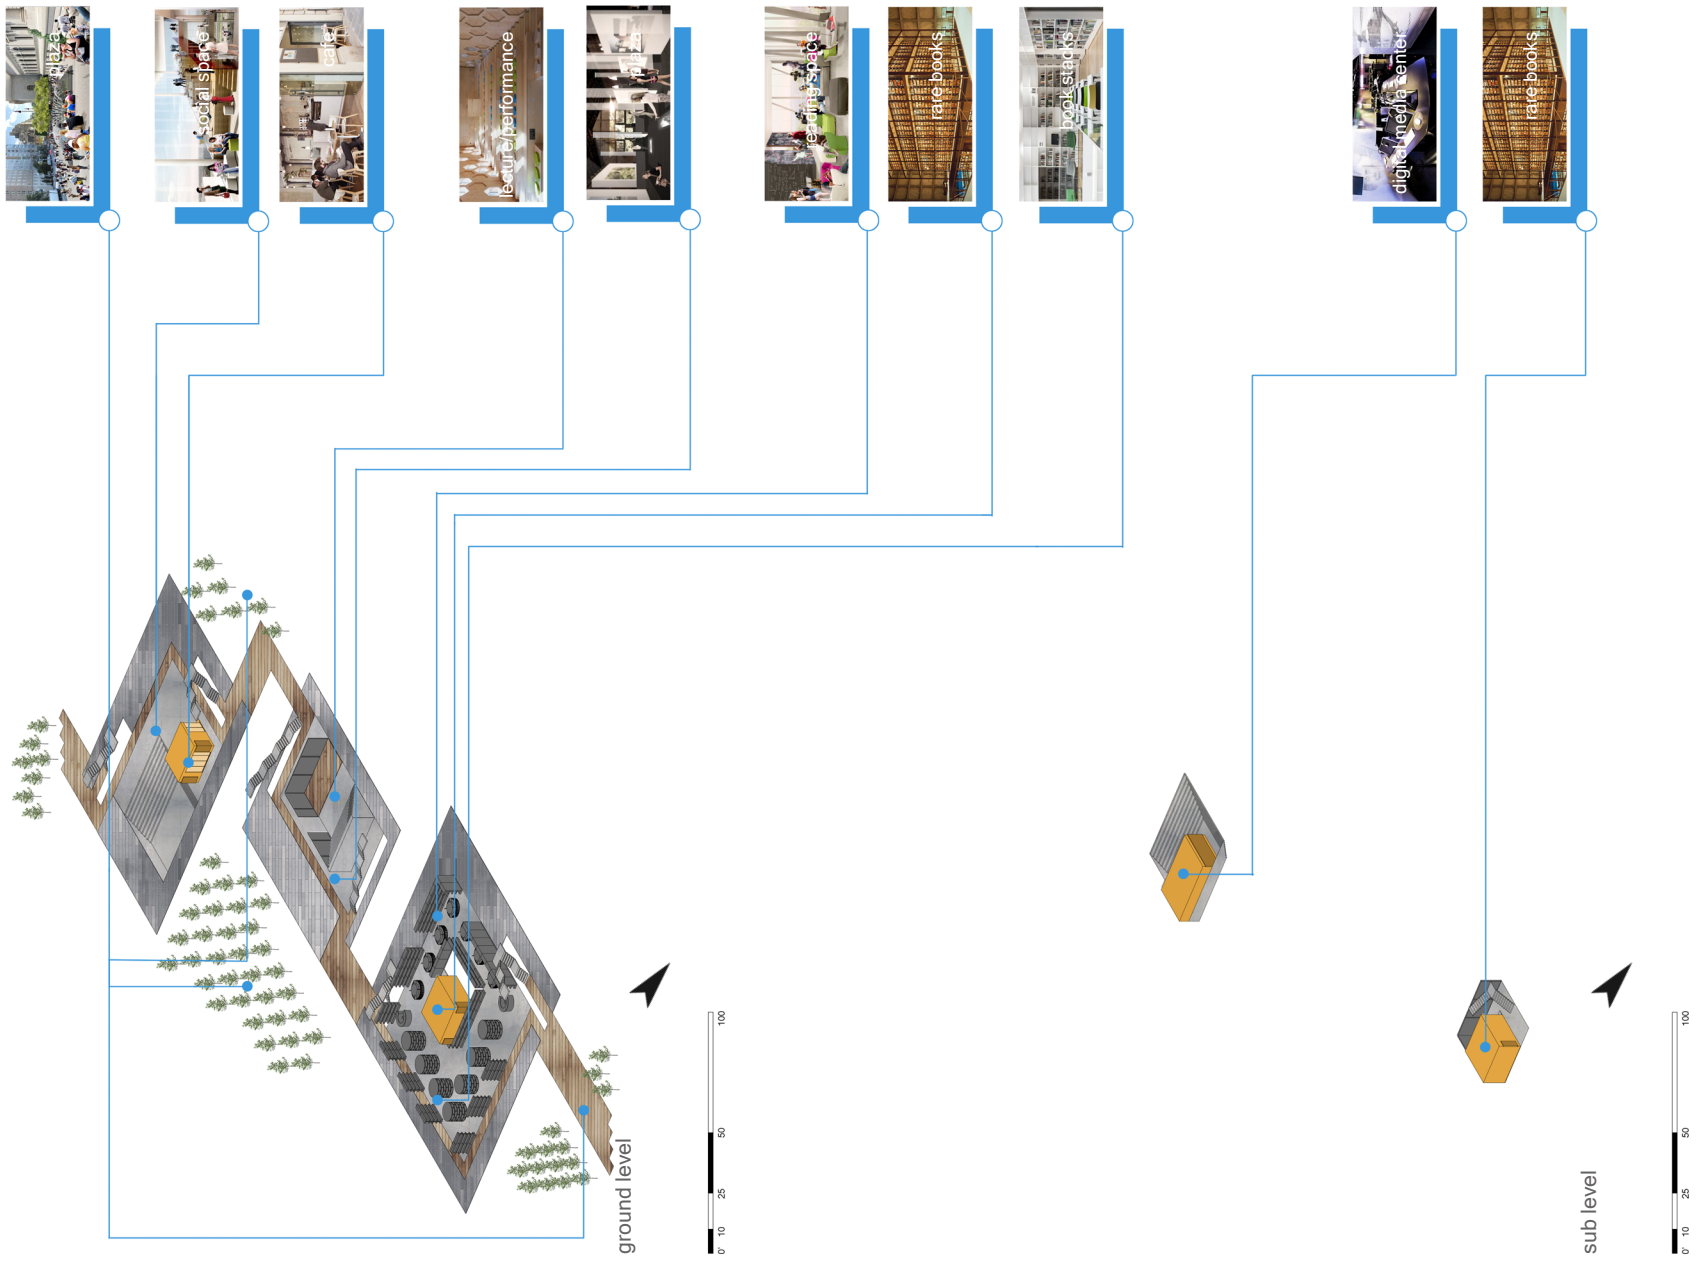 plaza
social space
cafe
lecture/performance
plaza
reading space
rare books
book stacks
digital media center
rare books
ground level
0' 10 25 50 100
sub level
0' 10 25 50 100